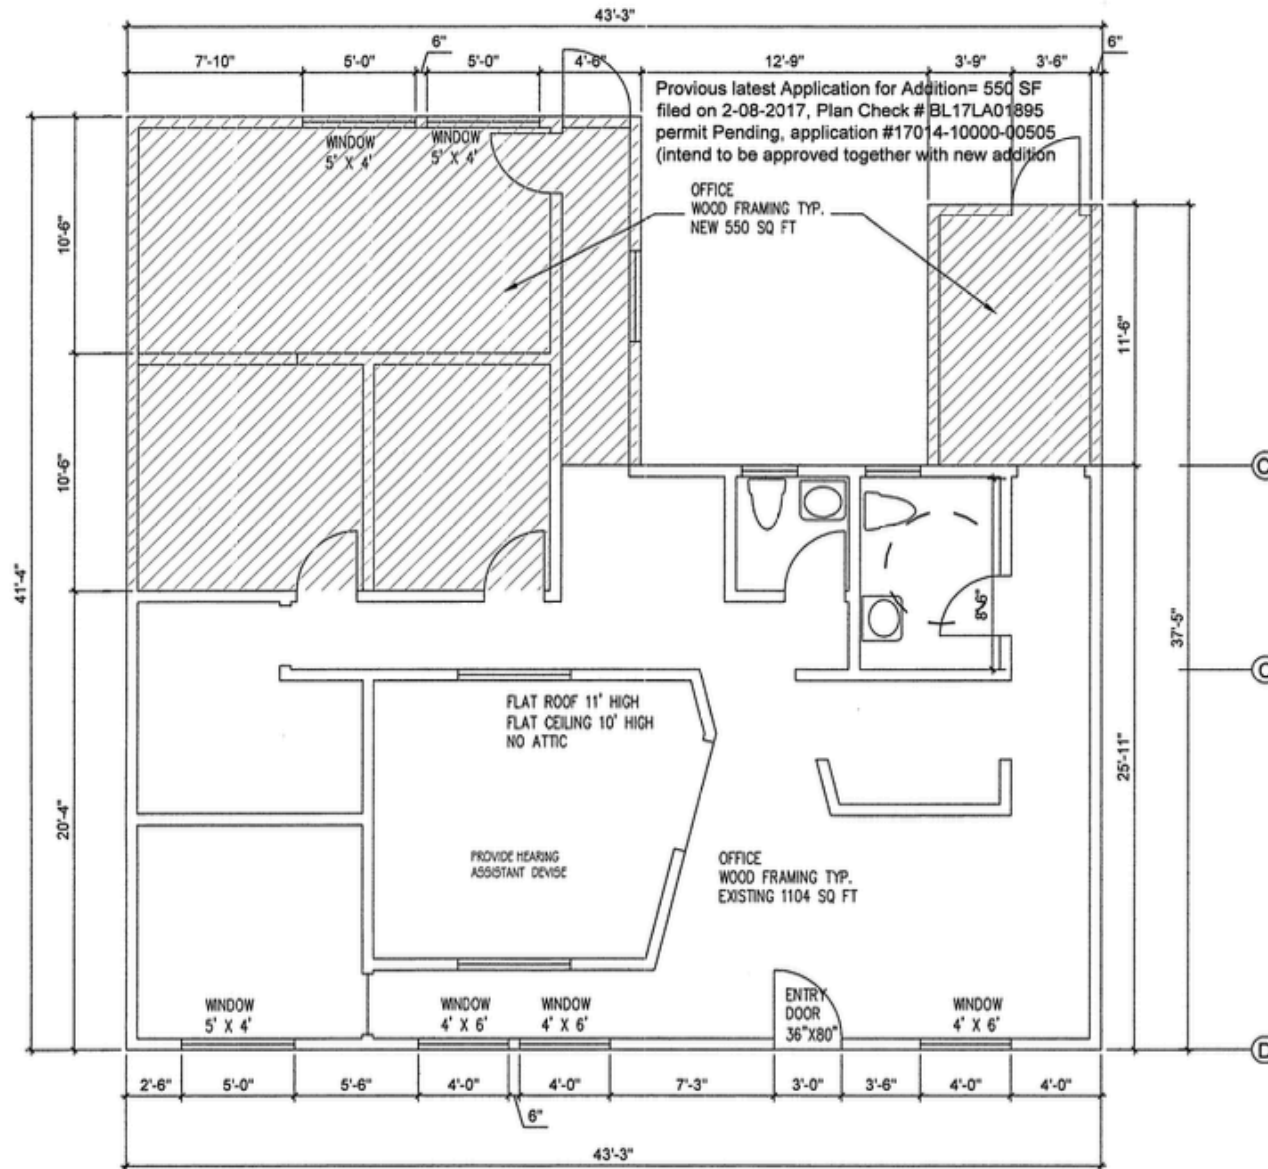 43'-3"
6"
6"
7'-10"
5'-0"
5'-0"
4'-6"
12'-9"
3'-9"
3'-6"
Provious latest Application for Addition= 550 SF
filed on 2-08-2017, Plan Check # BL17LA01895
permit Pending, application #17014-10000-00505
(intend to be approved together with new addition
WINDOW
5' X 4'
WINDOW
5' X 4'
OFFICE
WOOD FRAMING TYP.
NEW 550 SQ FT
10'-6"
11'-6"
10'-6"
41'-4"
8'-6"
37'-5"
FLAT ROOF 11' HIGH
FLAT CEILING 10' HIGH
NO ATTIC
25'-11"
20'-4"
PROVIDE HEARING
ASSISTANT DEVISE
OFFICE
WOOD FRAMING TYP.
EXISTING 1104 SQ FT
WINDOW
5' X 4'
WINDOW
4' X 6'
WINDOW
4' X 6'
ENTRY
DOOR
36"X80"
WINDOW
4' X 6'
D
2'-6"
5'-0"
5'-6"
4'-0"
4'-0"
7'-3"
3'-0"
3'-6"
4'-0"
4'-0"
6"
43'-3"